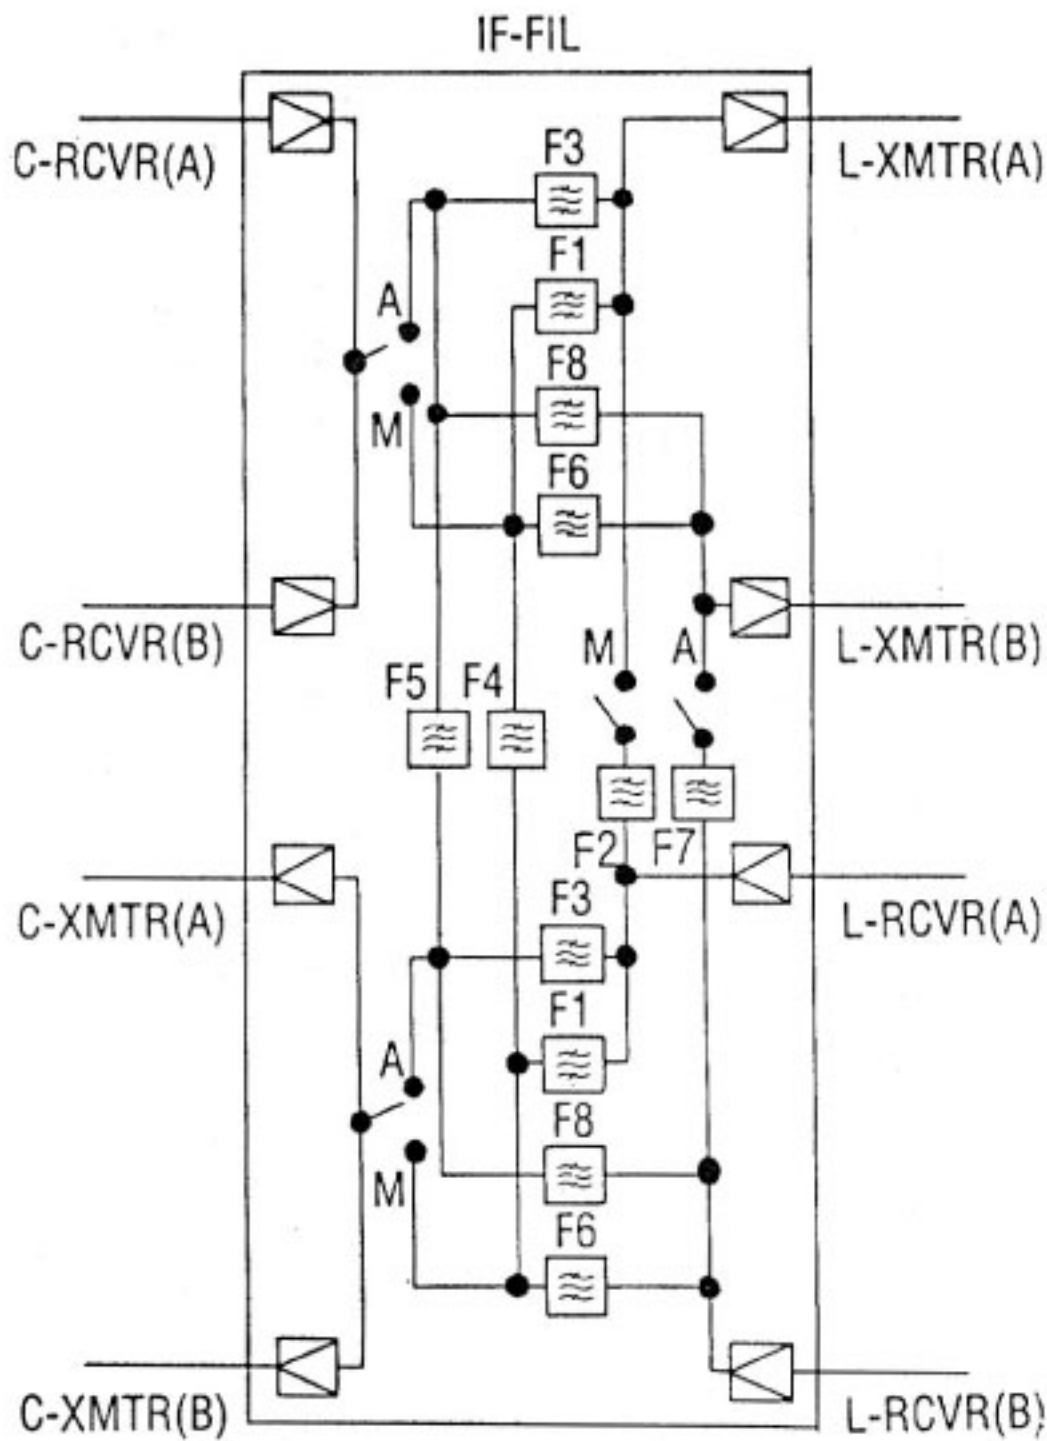 IF-FIL
C-RCVR(A)
L-XMTR(A)
F3
F1
A
F8
M
F6
C-RCVR(B)
L-XMTR(B)
M A
F5 F4
F2 F7
C-XMTR(A)
L-RCVR(A)
F3
F1
A
F8
M
F6
C-XMTR(B)
L-RCVR(B)